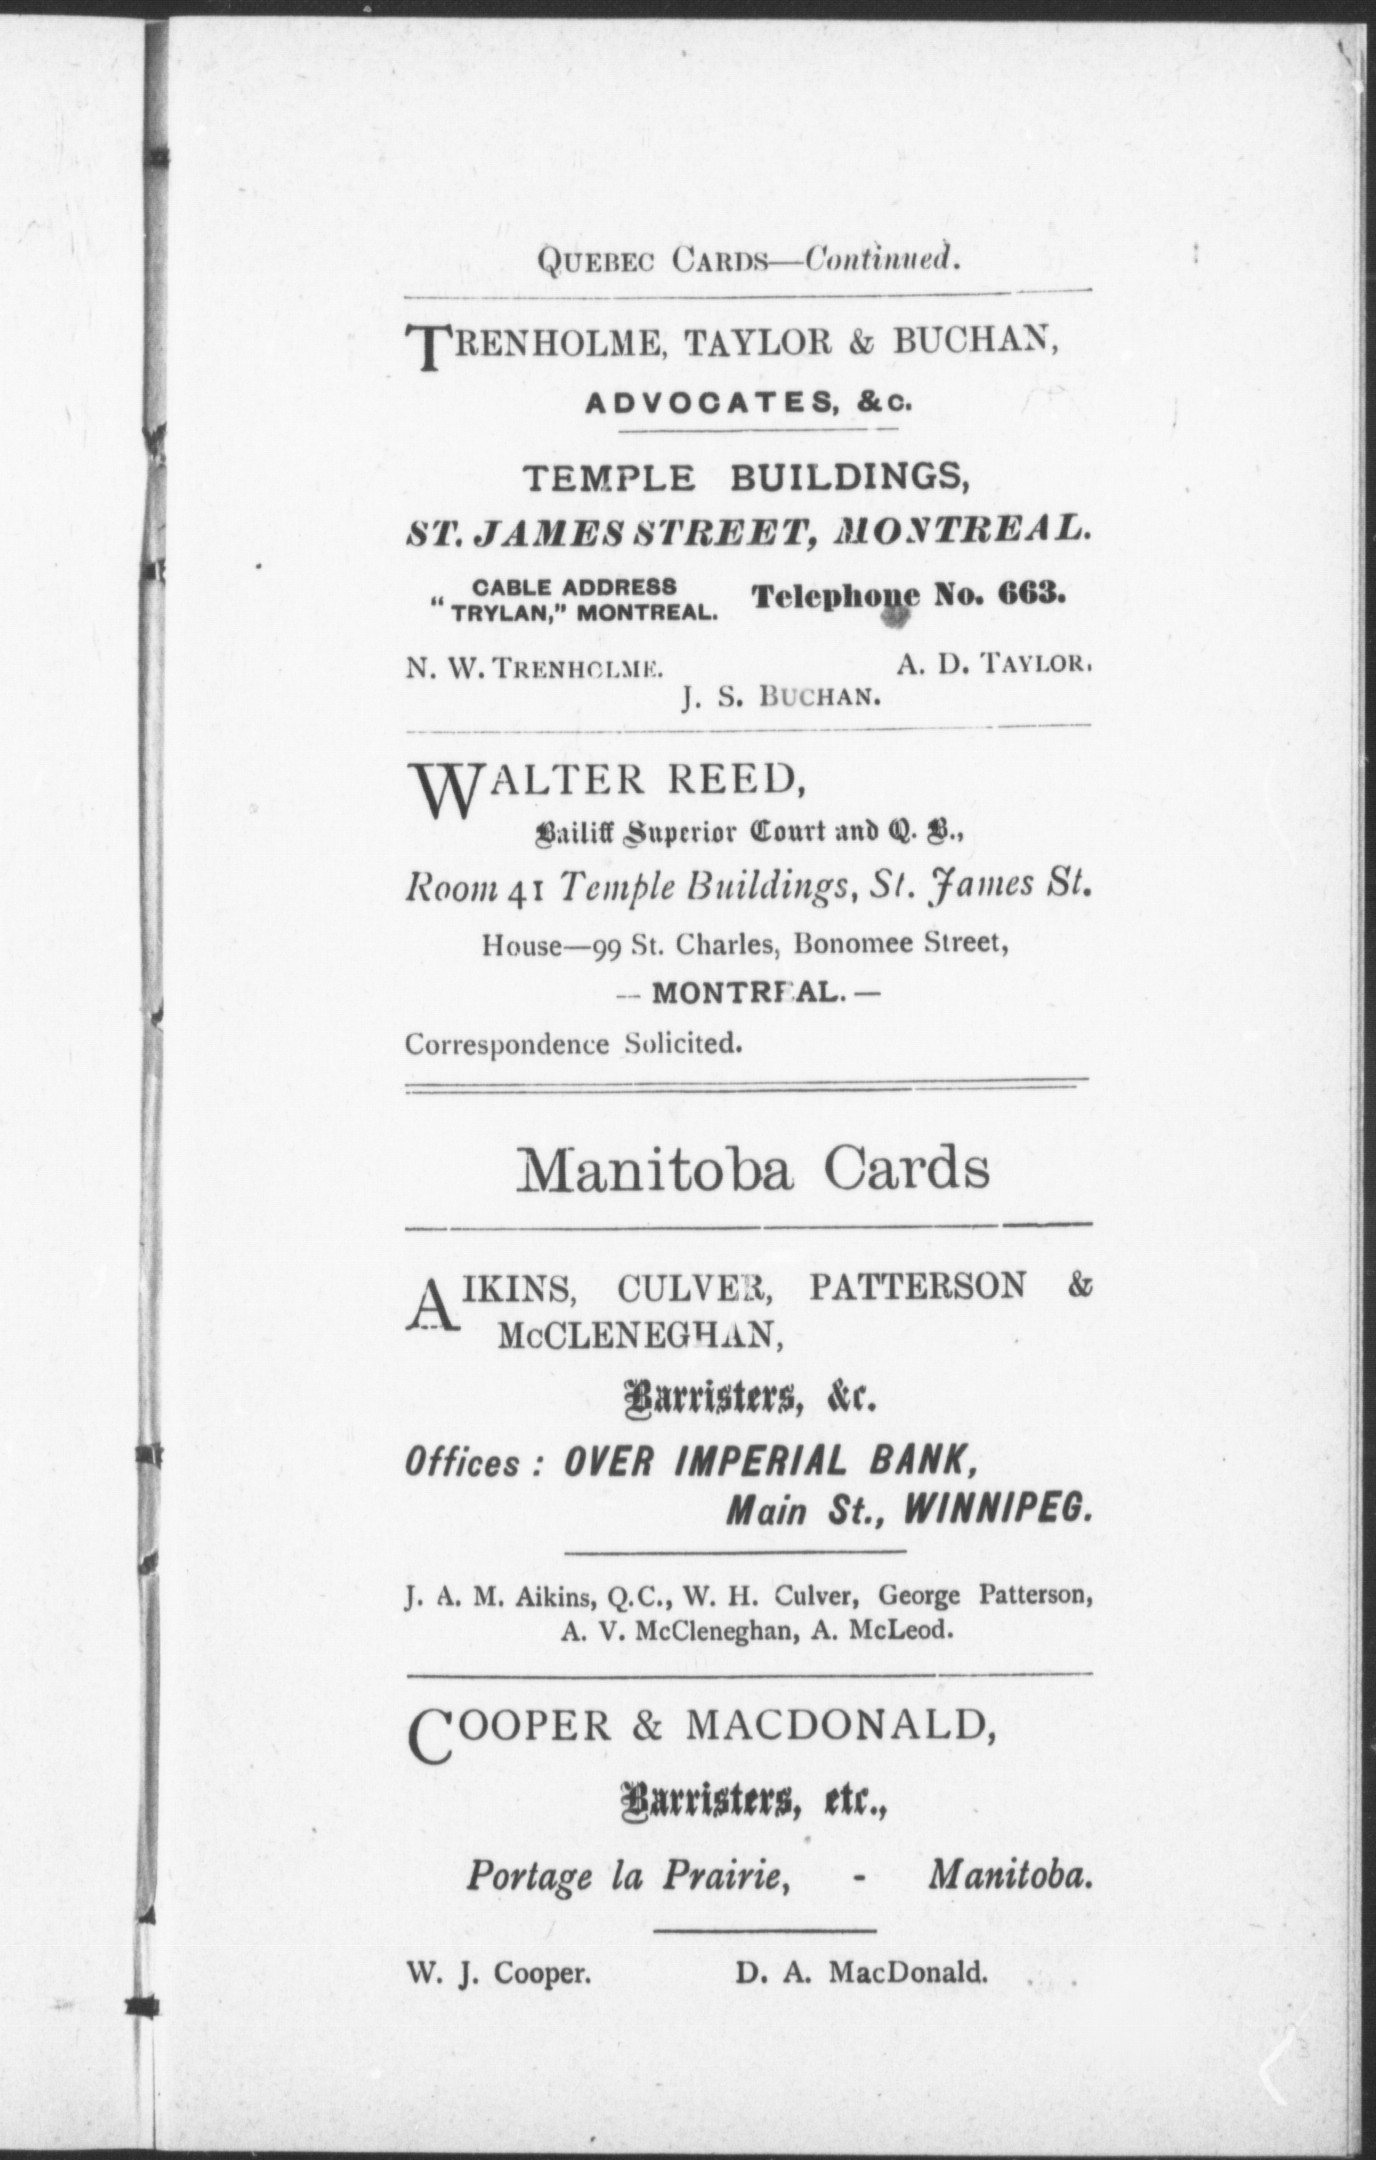 QUEBEC CARDS—Continued.
TRENHOLME, TAYLOR & BUCHAN,
ADVOCATES, &c.
TEMPLE BUILDINGS,
ST. JAMES STREET, MONTREAL.
CABLE ADDRESS
"TRYLAN," MONTREAL. Telephone No. 663.
N. W. TRENHOLME. A. D. TAYLOR.
J. S. BUCHAN.
WALTER REED,
Bailiff Superior Court and Q. B.,
Room 41 Temple Buildings, St. James St.
House—99 St. Charles, Bonomee Street,
— MONTREAL. —
Correspondence Solicited.
Manitoba Cards
AIKINS, CULVER, PATTERSON &
McCLENEGHAN,
Barristers, &c.
Offices : OVER IMPERIAL BANK,
Main St., WINNIPEG.
J. A. M. Aikins, Q.C., W. H. Culver, George Patterson,
A. V. McCleneghan, A. McLeod.
COOPER & MACDONALD,
Barristers, etc.,
Portage la Prairie, - Manitoba.
W. J. Cooper. D. A. MacDonald.